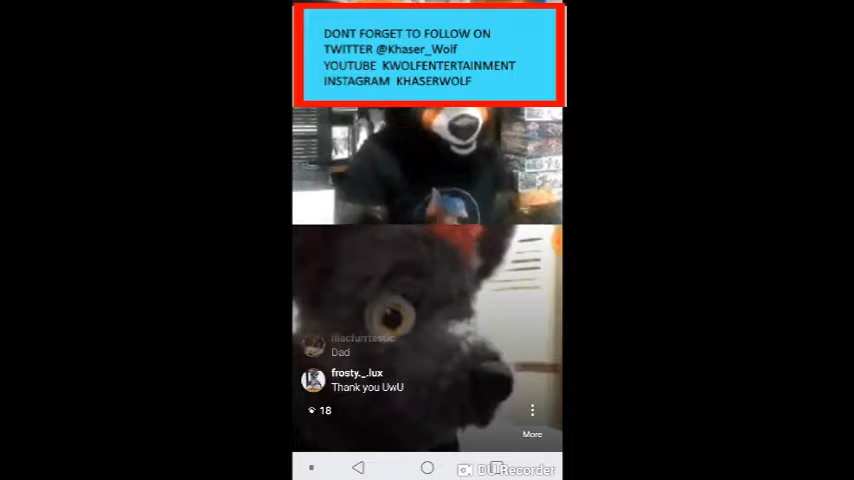 DONT FORGET TO FOLLOW ON
TWITTER @Khaser_Wolf
YOUTUBE KWOLFENTERTAINMENT
INSTAGRAM KHASERWOLF
Dad
frosty._.lux
Thank you UwU
18
More
DU Recorder